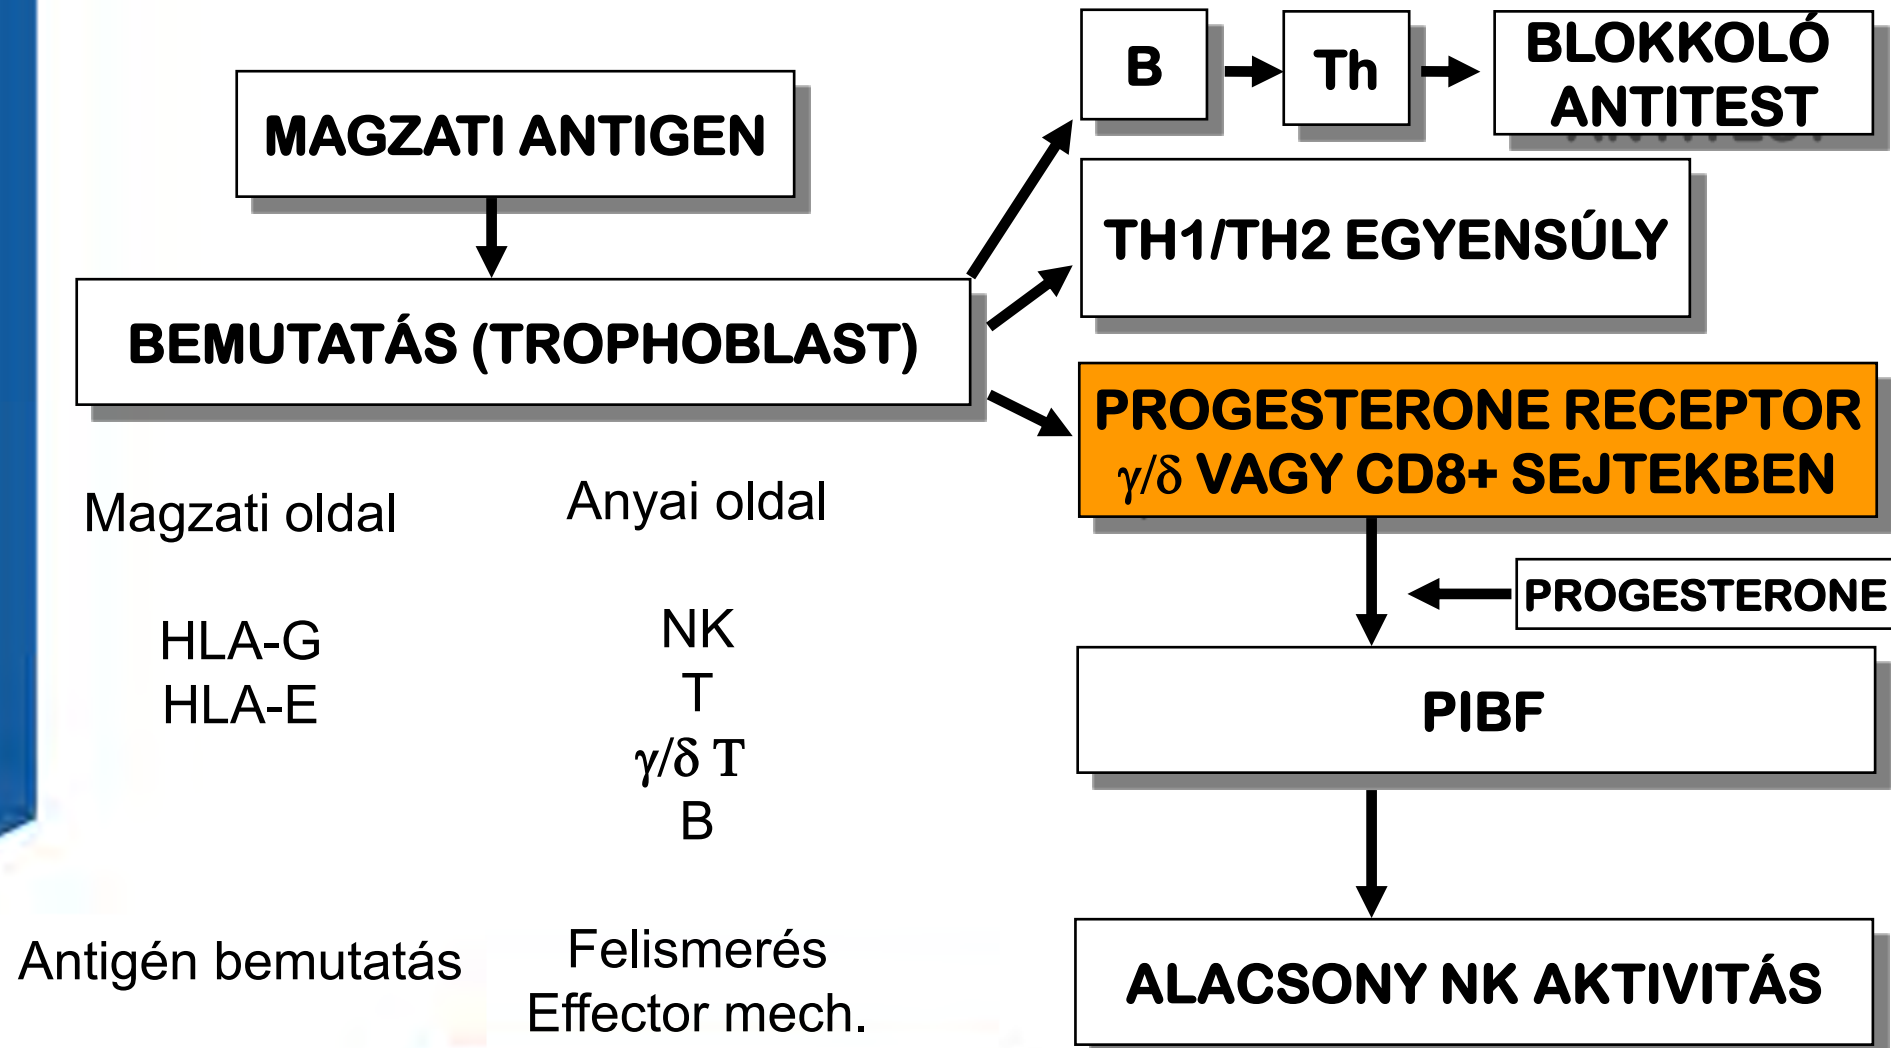 MAGZATI ANTIGEN
BEMUTATÁS (TROPHOBLAST)
B
Th
BLOKKOLÓ
ANTITEST
TH1/TH2 EGYENSÚLY
PROGESTERONE RECEPTOR
γ/δ VAGY CD8+ SEJTEKBEN
PROGESTERONE
PIBF
ALACSONY NK AKTIVITÁS
Magzati oldal
HLA-G
HLA-E
Antigén bemutatás
Anyai oldal
NK
T
γ/δ T
B
Felismerés
Effector mech.